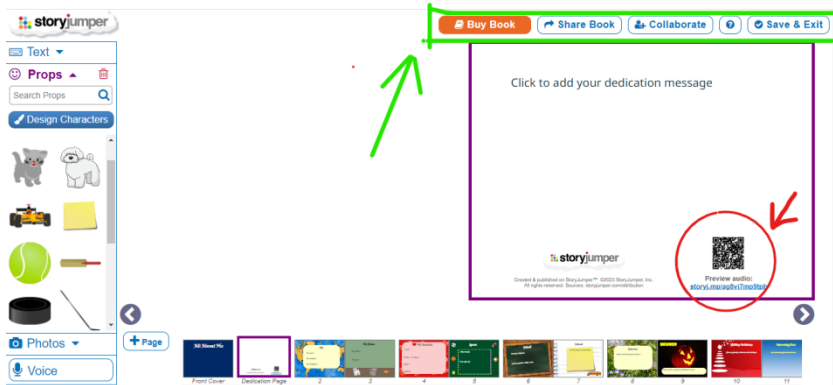 storyjumper
Buy Book
Share Book
Collaborate
?
Save & Exit
Text
Props
Search Props
Design Characters
Photos
Voice
Click to add your dedication message
storyjumper
Created & published on StoryJumper™ ©2023 StoryJumper, Inc.
All rights reserved. Sources: storyjumper.com/attribution
Preview audio:
+ Page
All About Me
Front Cover
Dedication Page
2
3
4
5
6
7
8
9
10
11